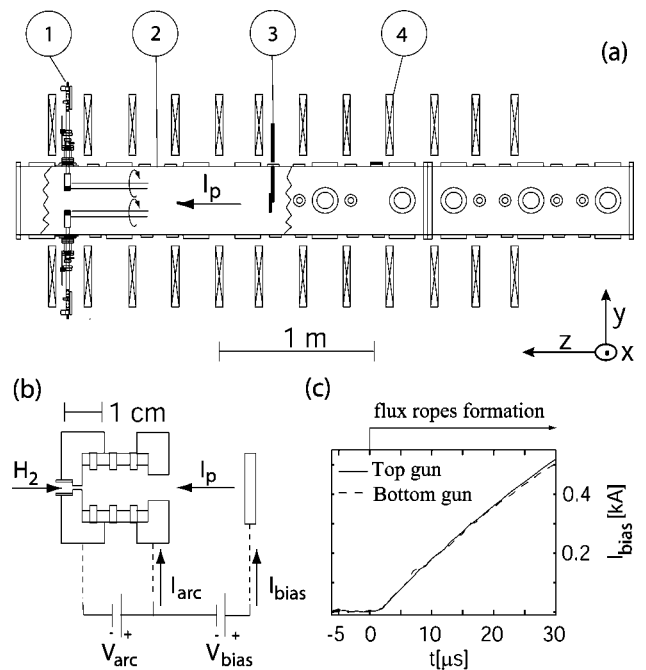 1
2
3
4
(a)
I_p
1 m
y
z
x
(b)
1 cm
H_2
I_p
I_arc
I_bias
- +
V_arc
- +
V_bias
(c)
flux ropes formation
Top gun
Bottom gun
0.4
0.2
I_bias [kA]
-5
0
10
20
30
t[μs]